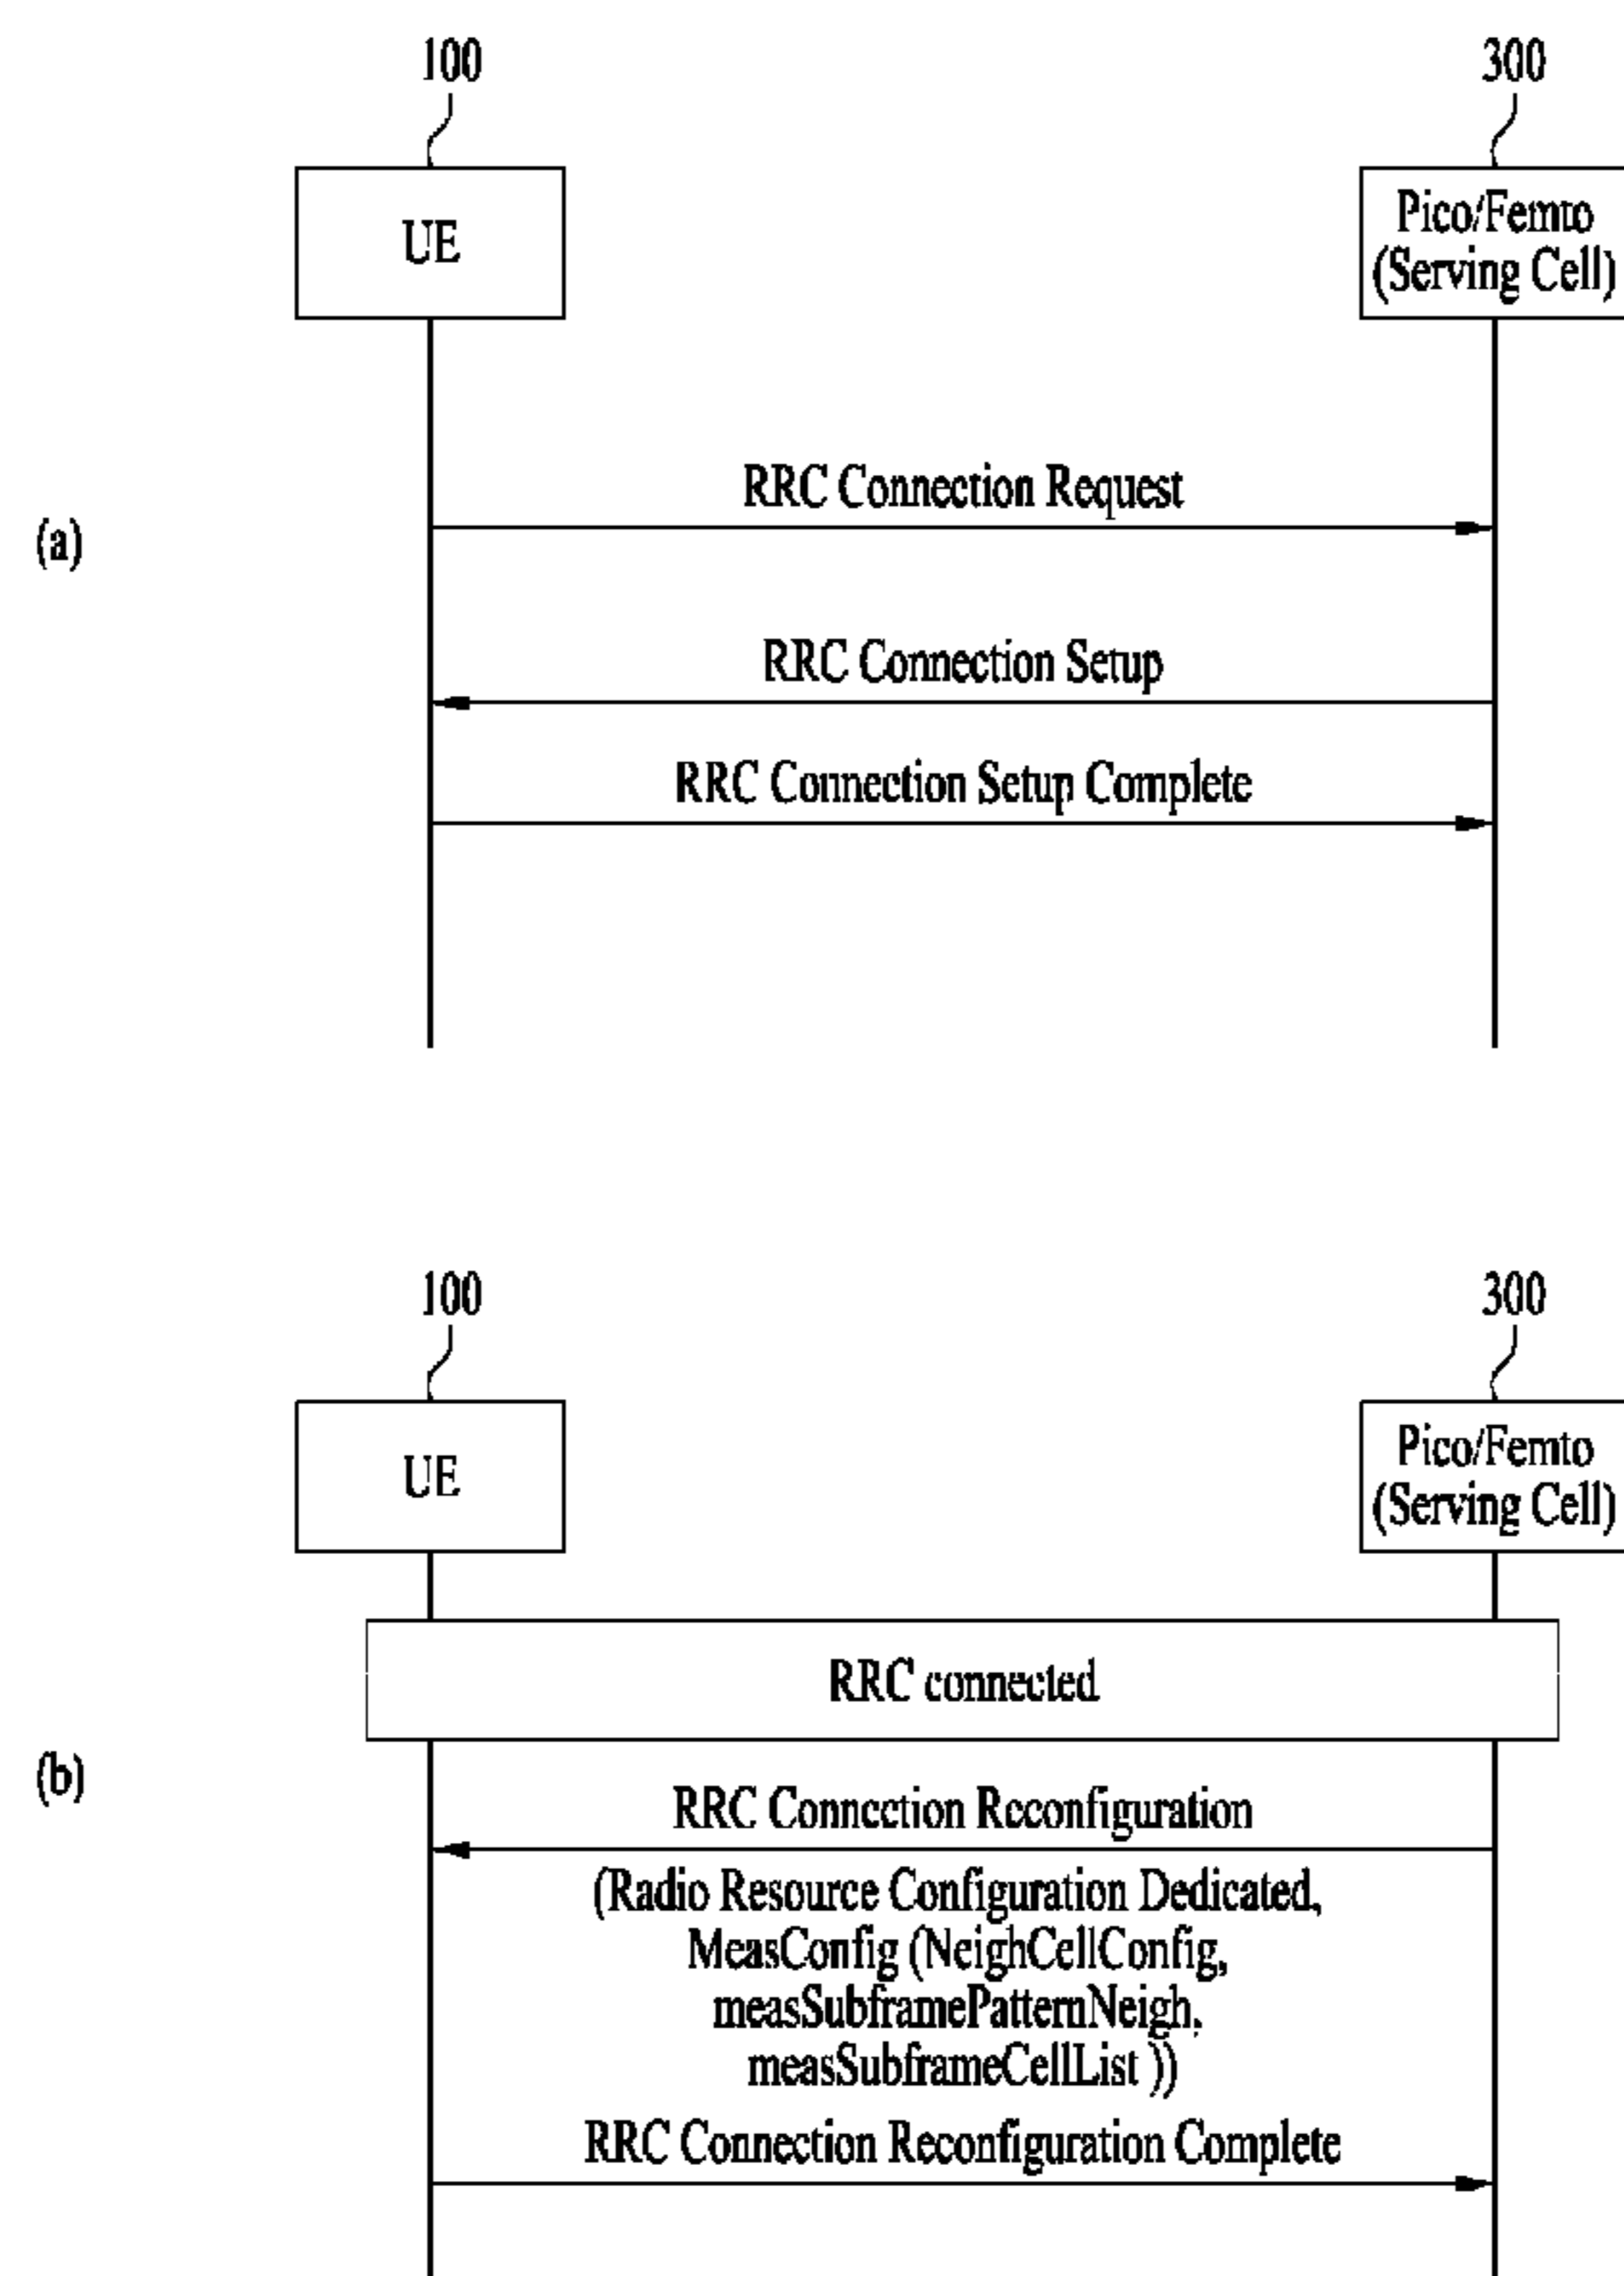 100
300
UE
Pico/Femto
(Serving Cell)
RRC Connection Request
(a)
RRC Connection Setup
RRC Connection Setup Complete
100
300
UE
Pico/Femto
(Serving Cell)
RRC connected
(b)
RRC Connection Reconfiguration
(Radio Resource Configuration Dedicated,
MeasConfig (NeighCellConfig,
measSubframePatternNeigh,
measSubframeCellList ))
RRC Connection Reconfiguration Complete